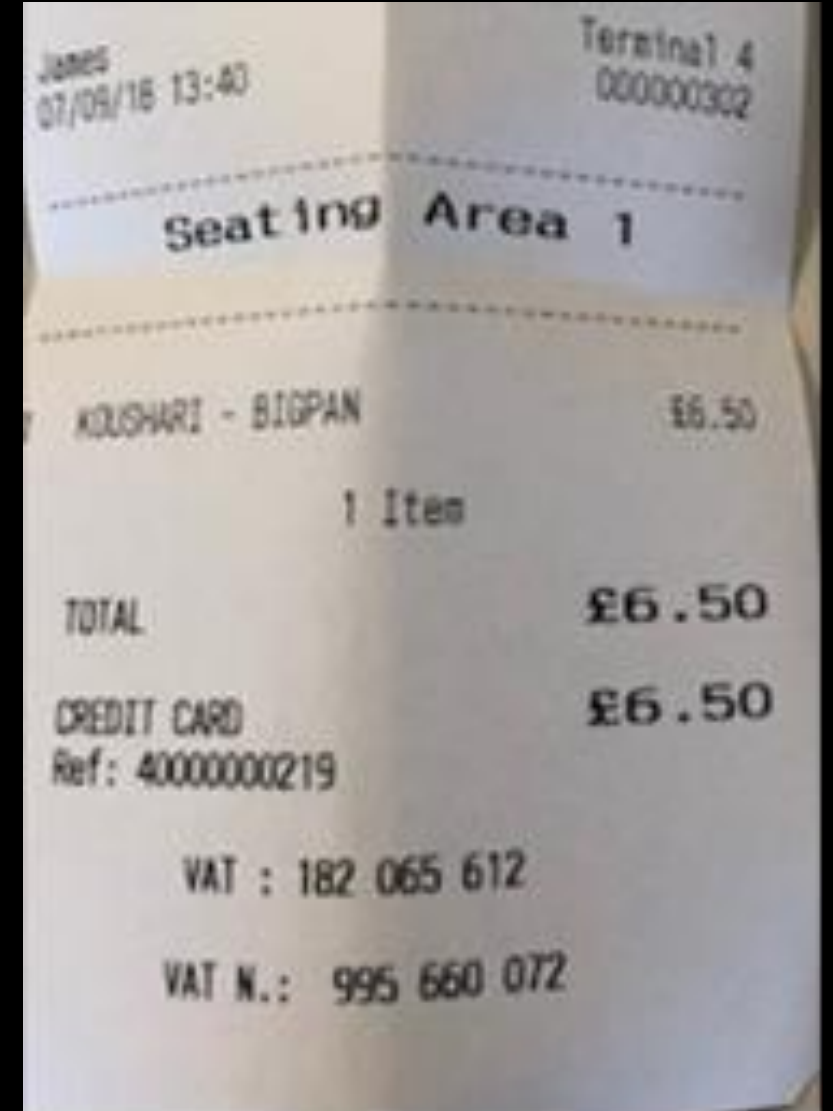 James Terminal 4
07/09/16 13:40 000000302
Seating Area 1
KOUSHARI - BIGPAN £6.50
1 Item
TOTAL £6.50
CREDIT CARD £6.50
Ref: 40000000219
VAT : 182 065 612
VAT N.: 995 660 072